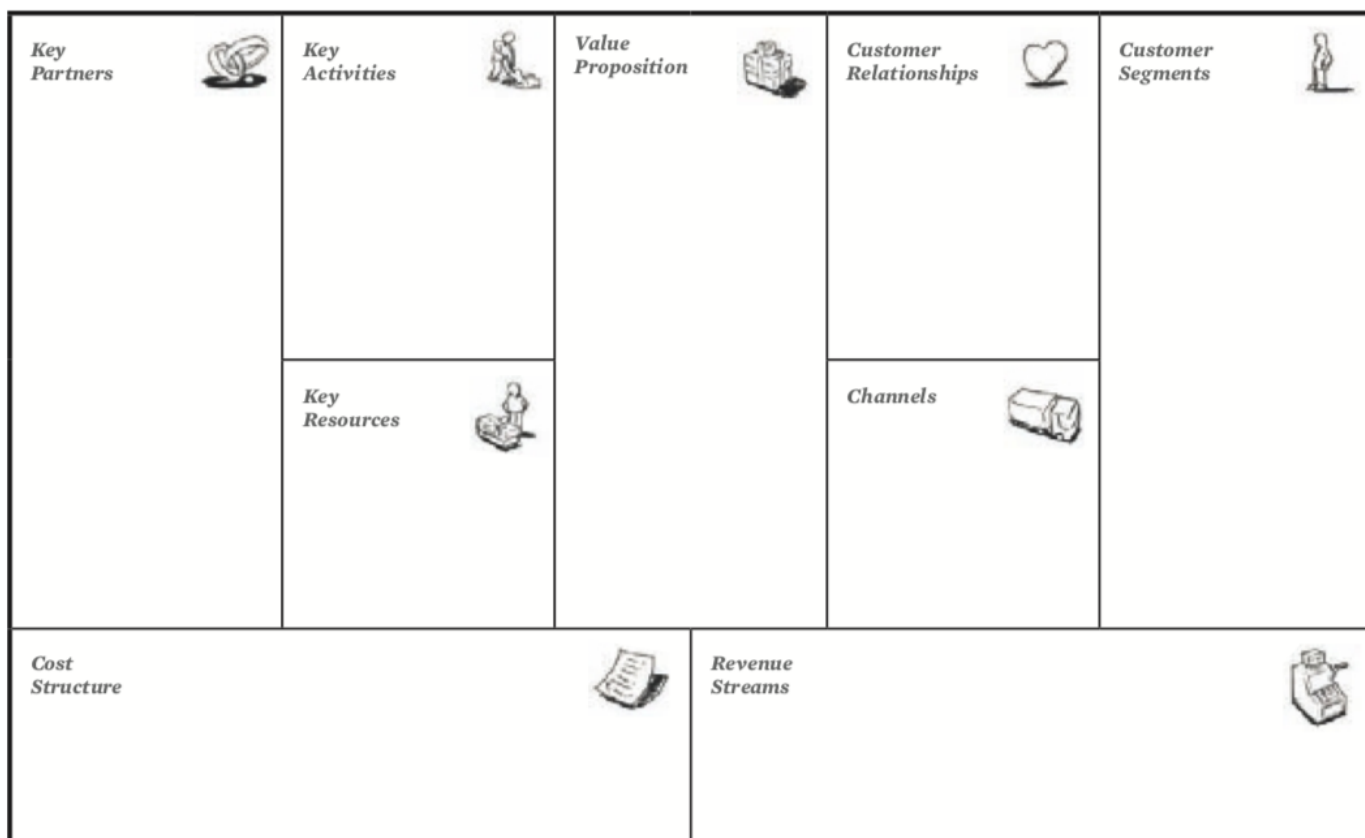 Key
Partners
Key
Activities
Value
Proposition
Customer
Relationships
Customer
Segments
Key
Resources
Channels
Cost
Structure
Revenue
Streams